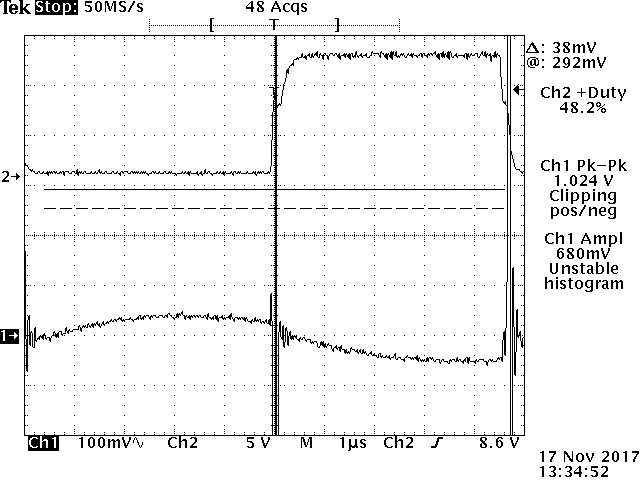 Tek Stop: 50MS/s 48 Acqs
[ T ]
Δ: 38mV
@: 292mV
Ch2 +Duty
48.2%
2→
Ch1 Pk–Pk
1.024 V
Clipping
pos/neg
Ch1 Ampl
680mV
Unstable
histogram
1→
Ch1 100mV∿ Ch2 5 V M 1µs Ch2 ʃ 8.6 V
17 Nov 2017
13:34:52